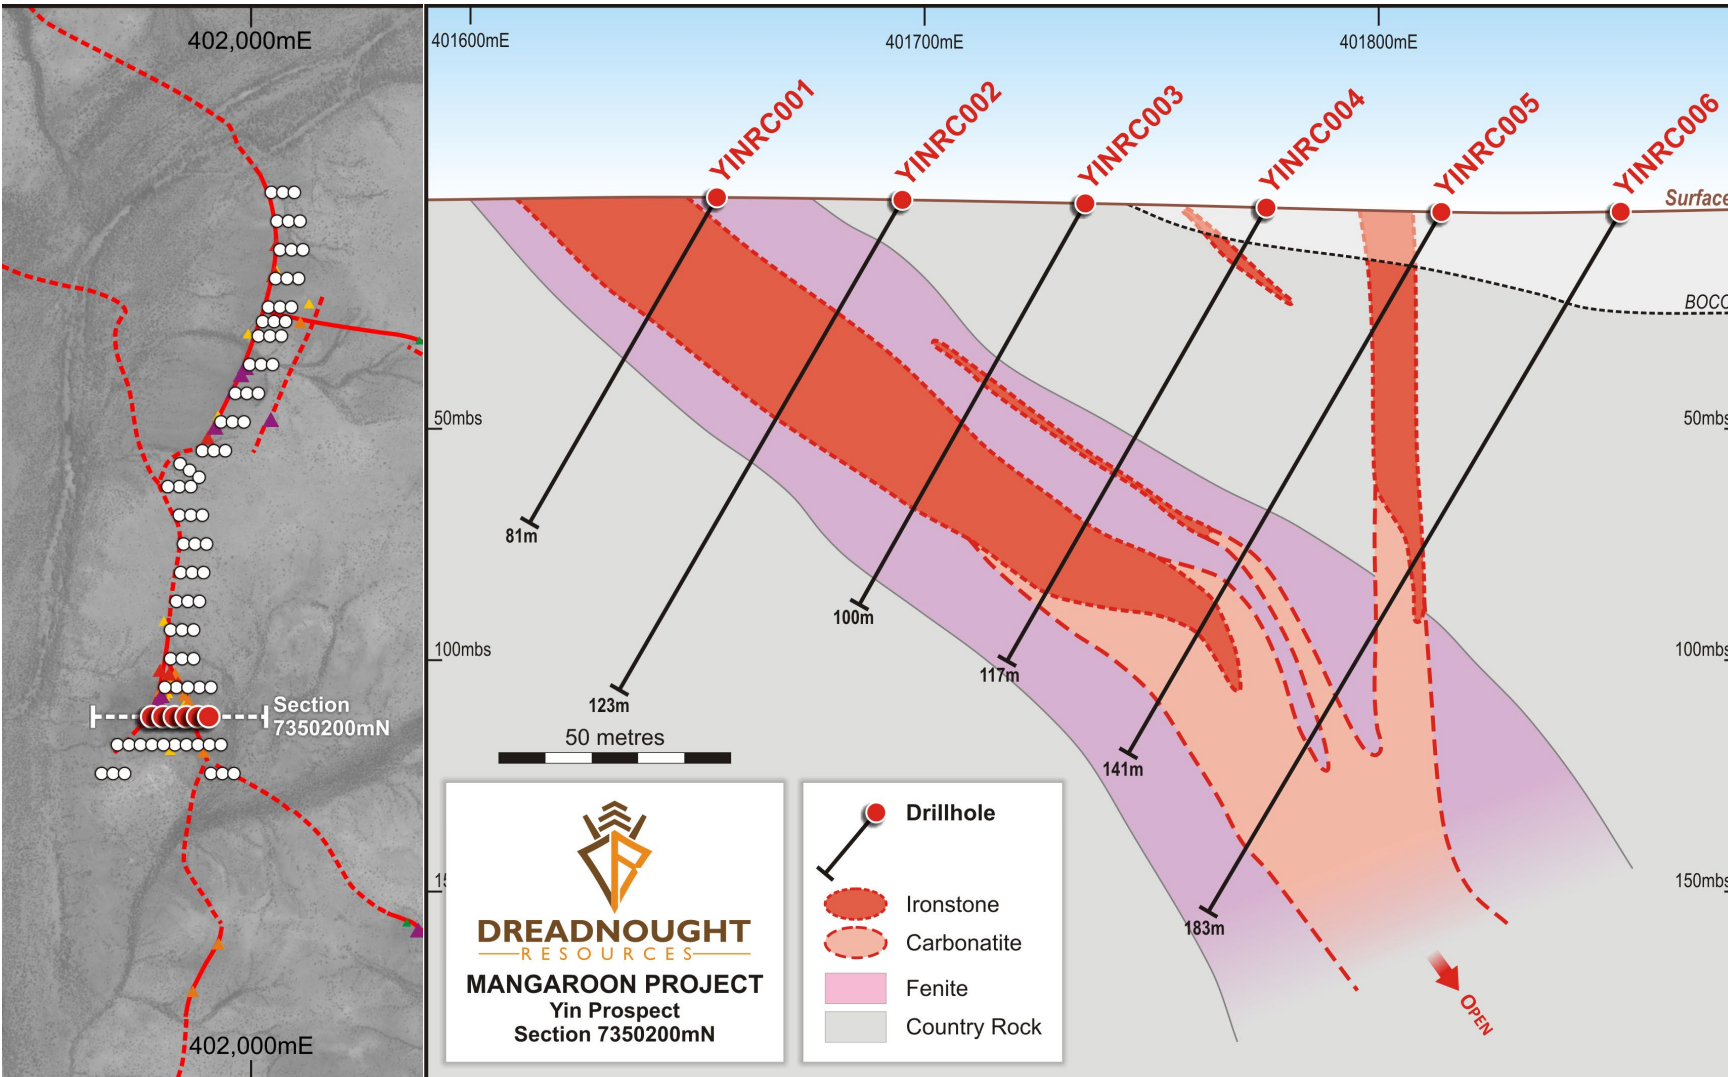 402,000mE
Section
7350200mN
402,000mE
401600mE
401700mE
401800mE
YINRC001
YINRC002
YINRC003
YINRC004
YINRC005
YINRC006
Surface
BOCO
50mbs
50mbs
100mbs
100mbs
15
150mbs
81m
123m
100m
117m
141m
183m
50 metres
OPEN
DREADNOUGHT
RESOURCES
MANGAROON PROJECT
Yin Prospect
Section 7350200mN
Drillhole
Ironstone
Carbonatite
Fenite
Country Rock